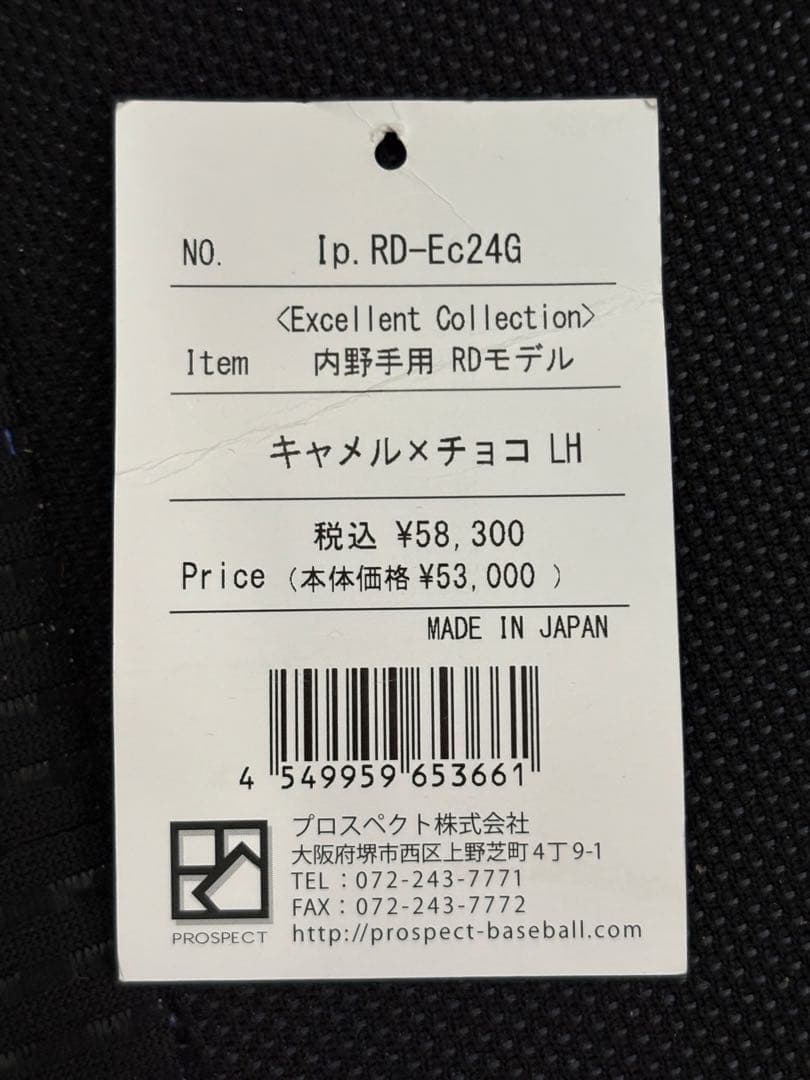 NO. Ip.RD-Ec24G
<Excellent Collection>
Item 内野手用 RDモデル
キャメル×チョコ LH
税込 ¥58,300
Price (本体価格 ¥53,000 )
MADE IN JAPAN
4 549959 653661
プロスペクト株式会社
大阪府堺市西区上野芝町4丁9-1
TEL：072-243-7771
FAX：072-243-7772
PROSPECT http://prospect-baseball.com